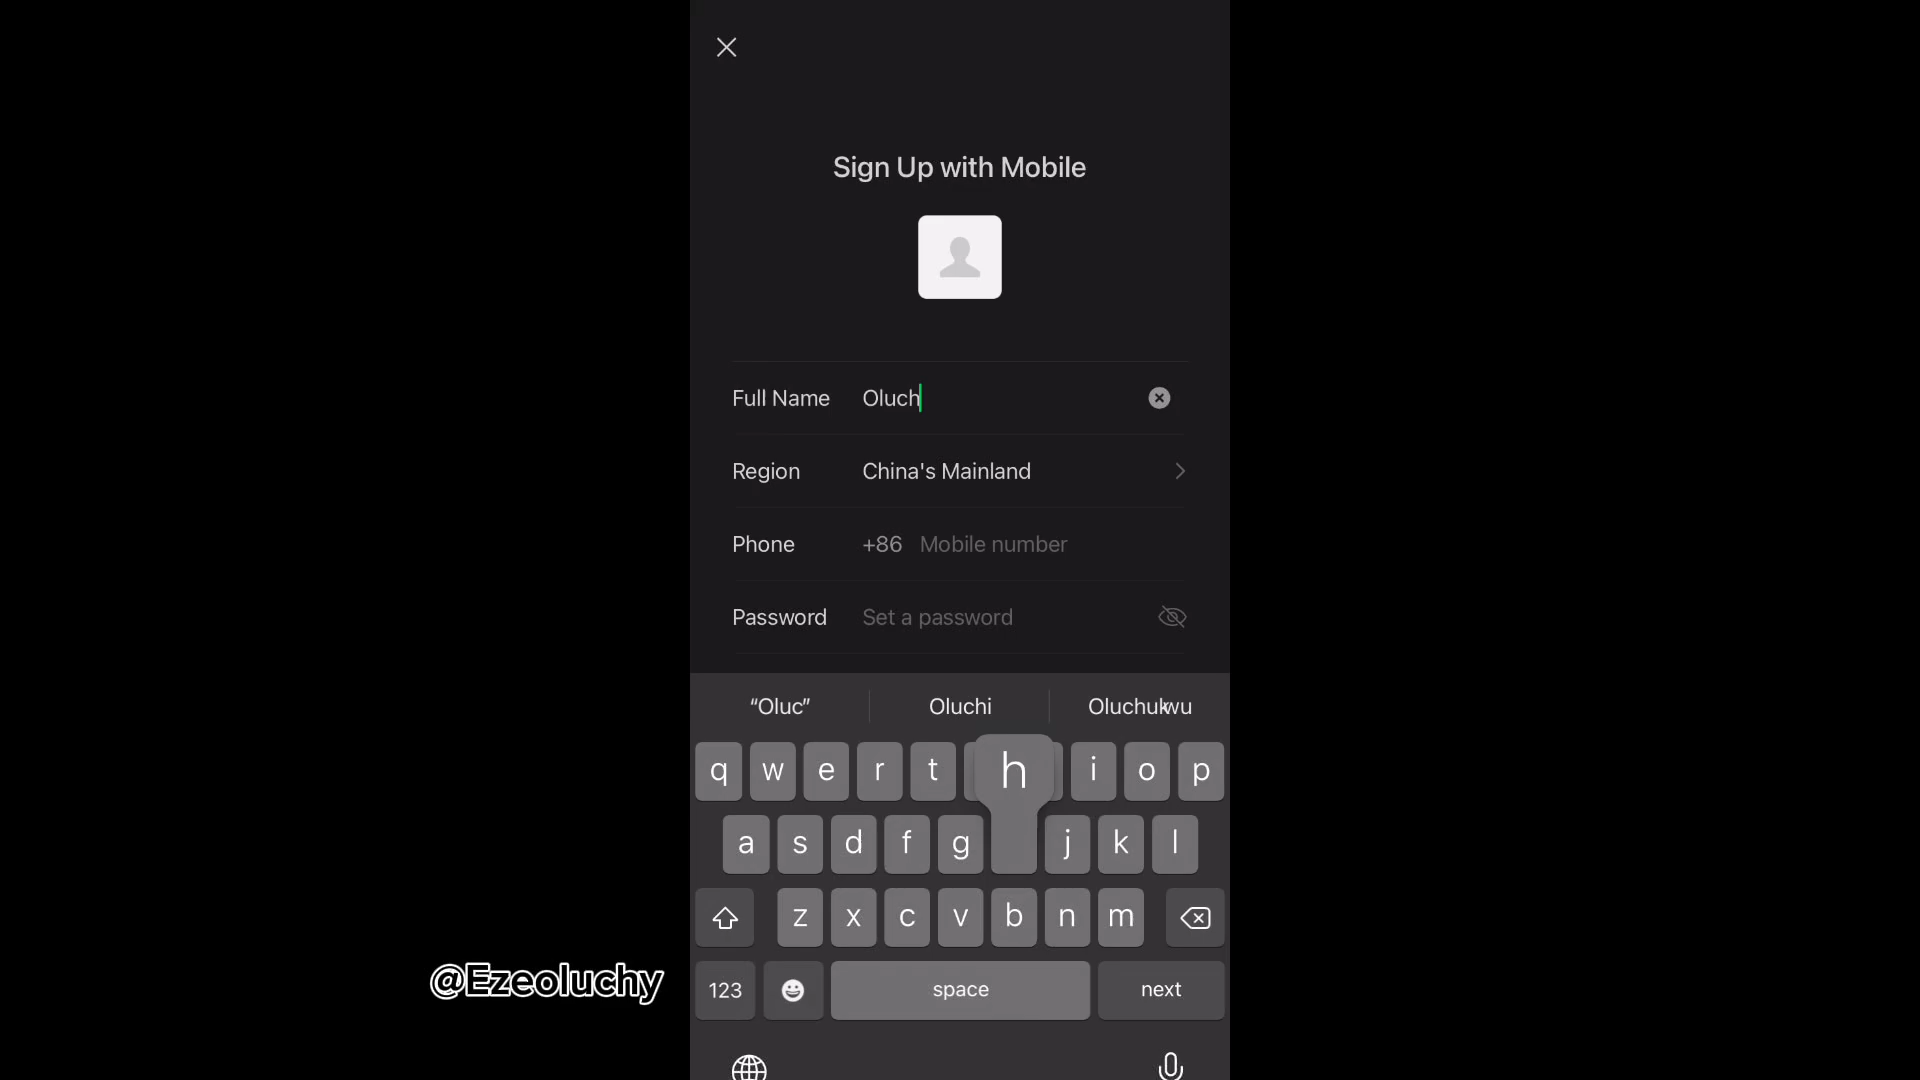 Sign Up with Mobile
Full Name Oluch
Region China's Mainland
Phone +86 Mobile number
Password Set a password
“Oluc” Oluchi Oluchukwu
q w e r t h i o p
a s d f g j k l
z x c v b n m
123 space next
@Ezeoluchy